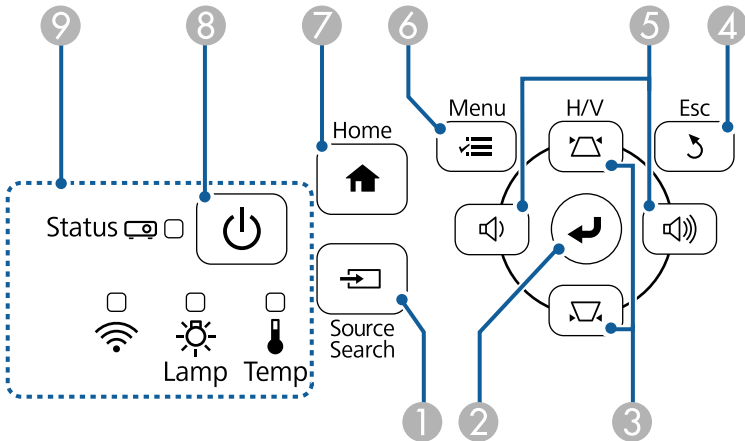 9
8
7
6
5
4
Menu
H/V
Esc
Home
Status
Source
Search
Lamp
Temp
1
2
3